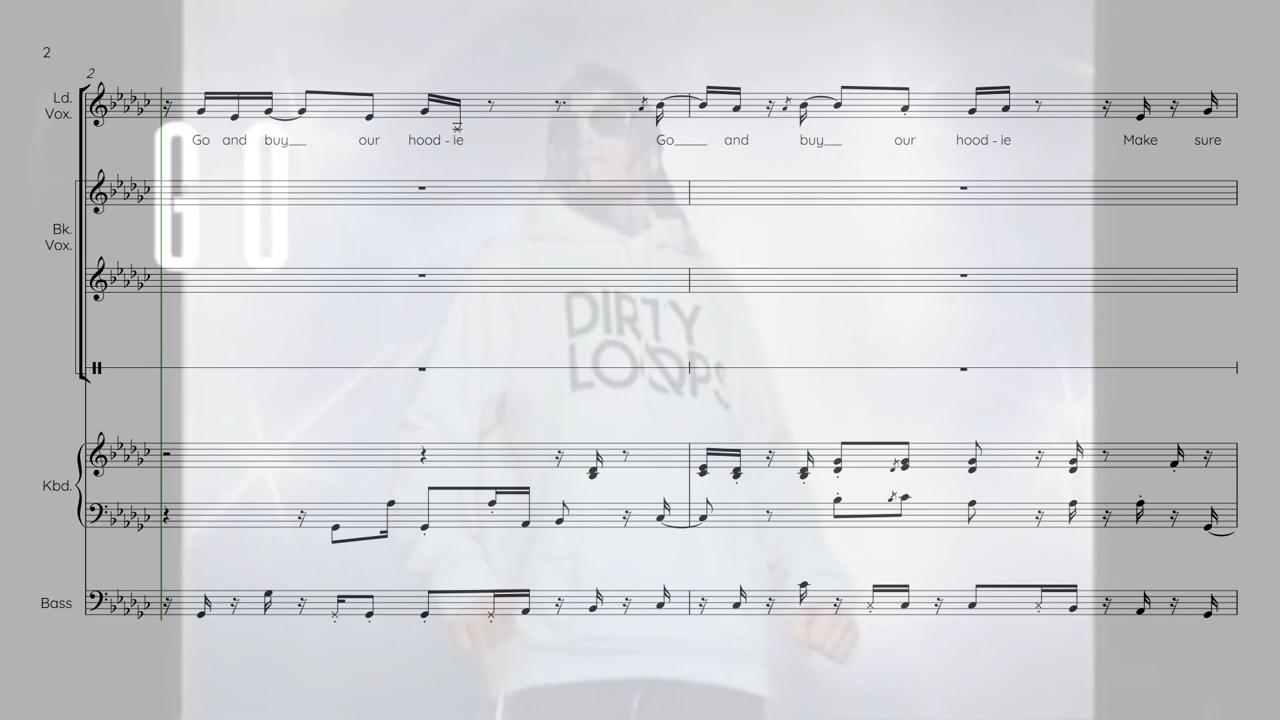 2
2
Ld.
Vox.
Go and buy__ our hood - ie Go____ and buy__ our hood - ie Make sure
GO
Bk.
Vox.
DIRTY
LOOPS
Kbd.
Bass